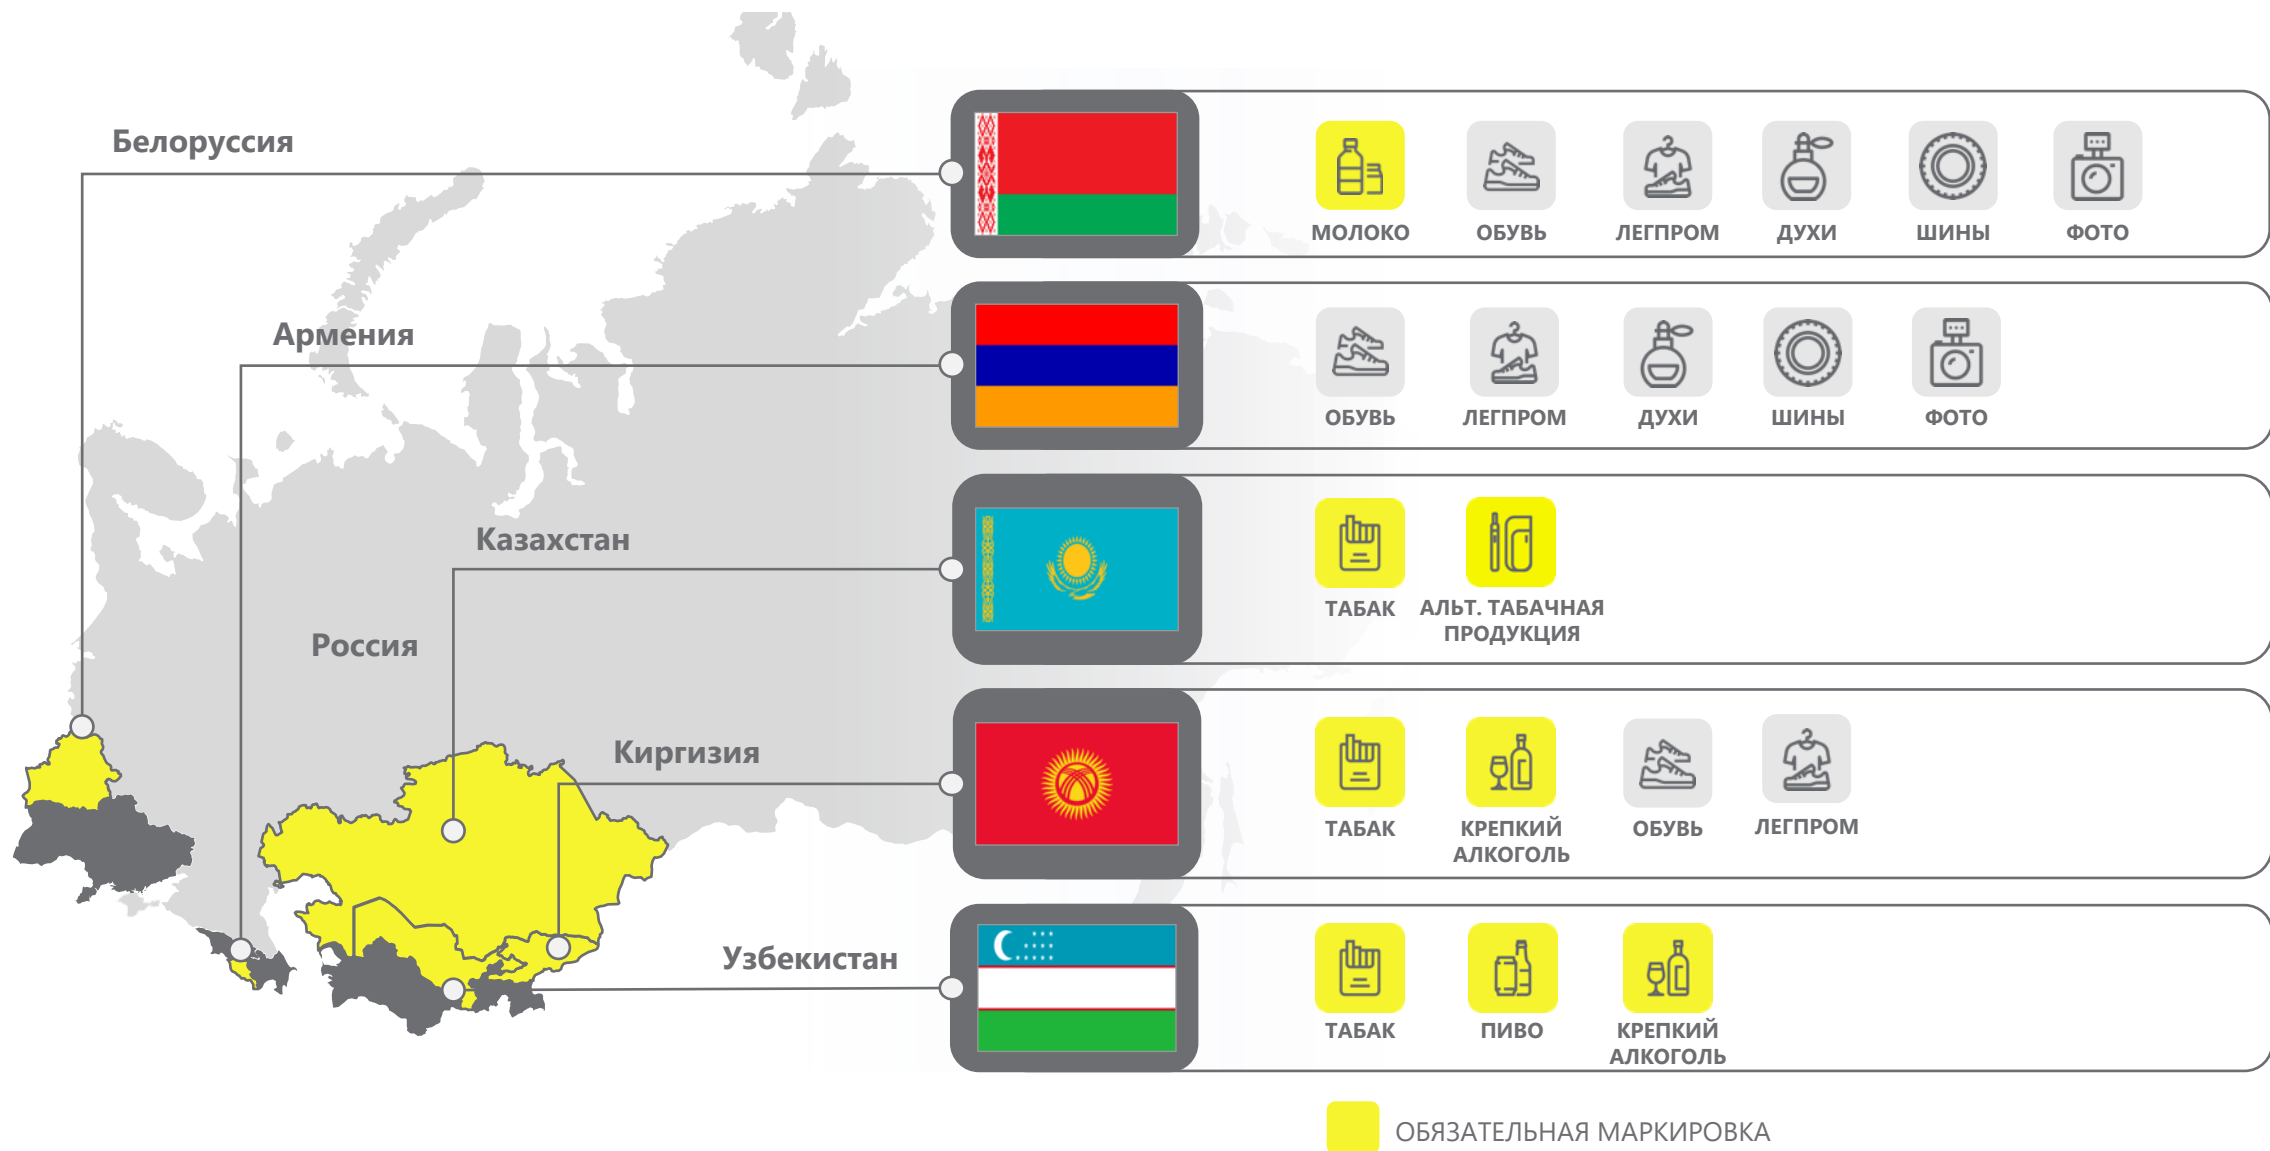 Белоруссия
МОЛОКО
ОБУВЬ
ЛЕГПРОМ
ДУХИ
ШИНЫ
ФОТО
Армения
ОБУВЬ
ЛЕГПРОМ
ДУХИ
ШИНЫ
ФОТО
Казахстан
ТАБАК
АЛЬТ. ТАБАЧНАЯ
ПРОДУКЦИЯ
Россия
Киргизия
ТАБАК
КРЕПКИЙ
АЛКОГОЛЬ
ОБУВЬ
ЛЕГПРОМ
Узбекистан
ТАБАК
ПИВО
КРЕПКИЙ
АЛКОГОЛЬ
ОБЯЗАТЕЛЬНАЯ МАРКИРОВКА